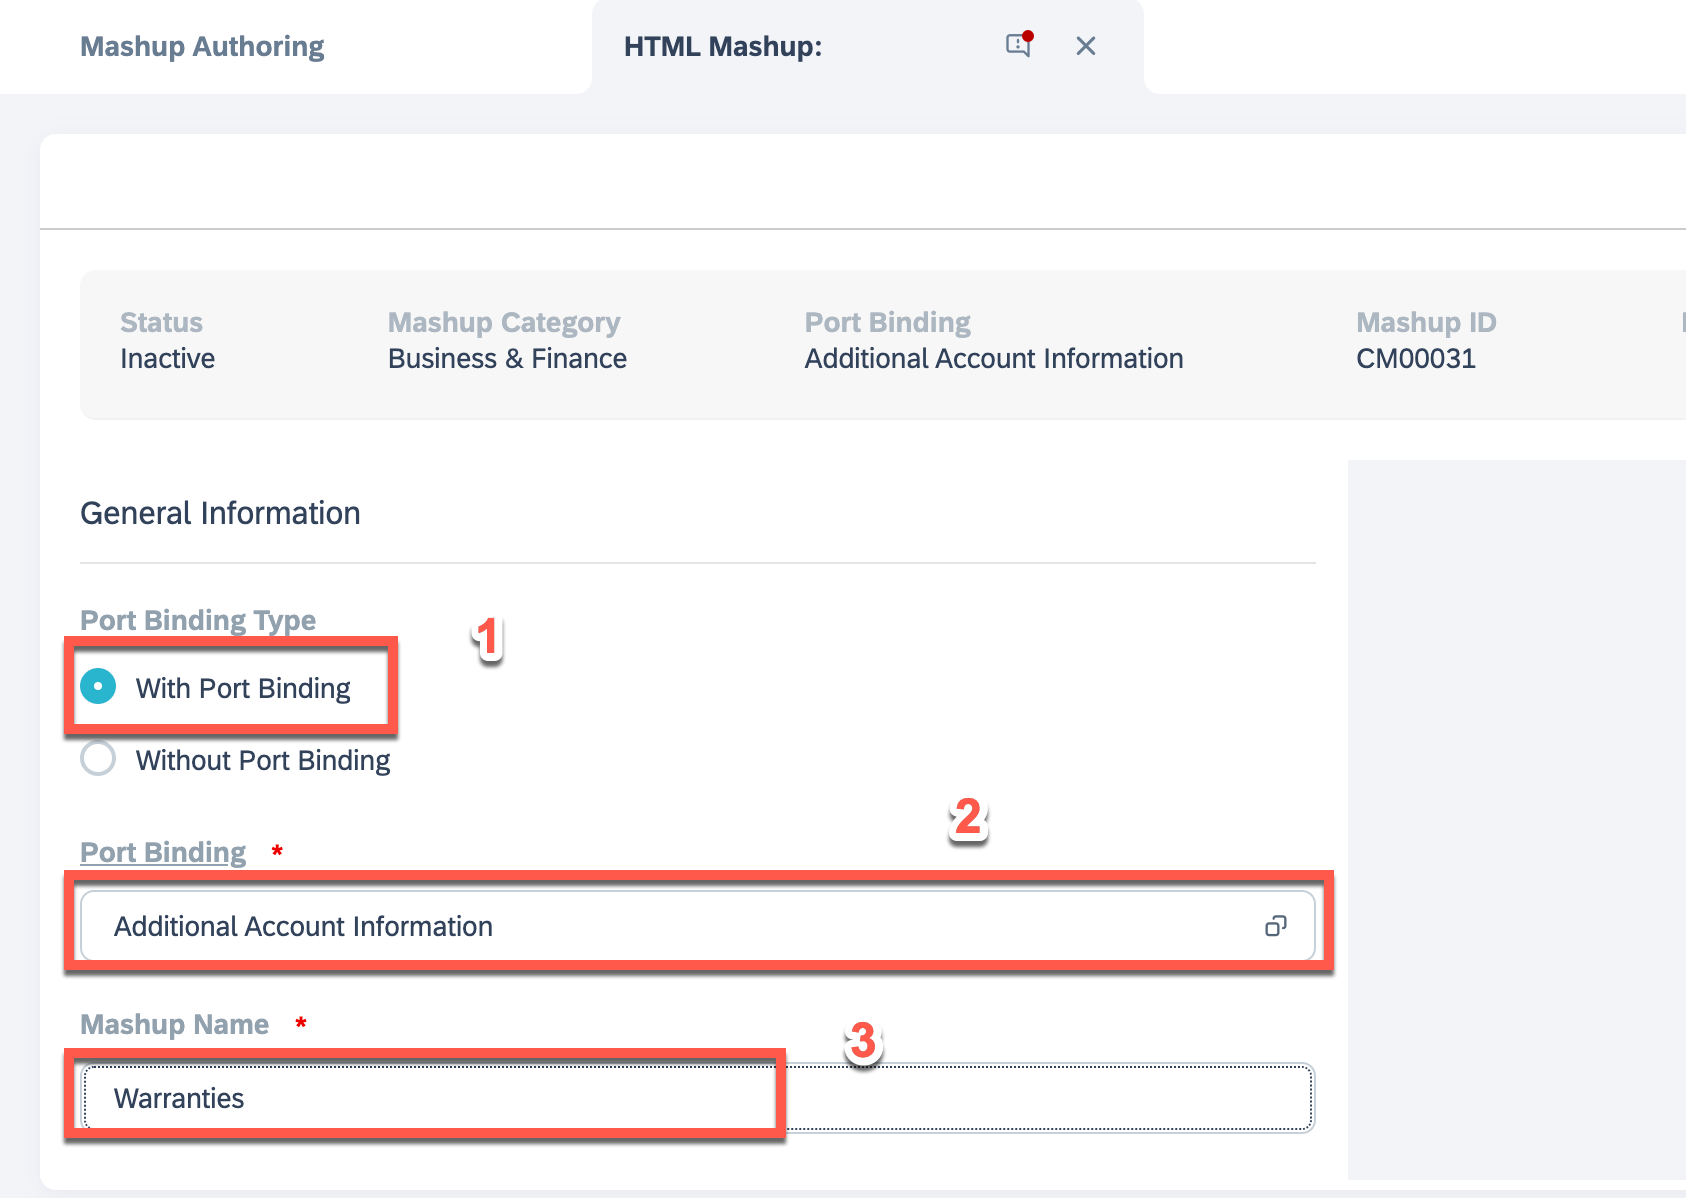 Mashup Authoring
HTML Mashup:
Status
Mashup Category
Port Binding
Mashup ID
Inactive
Business & Finance
Additional Account Information
CM00031
General Information
Port Binding Type
1
With Port Binding
Without Port Binding
2
Port Binding *
Additional Account Information
Mashup Name *
3
Warranties